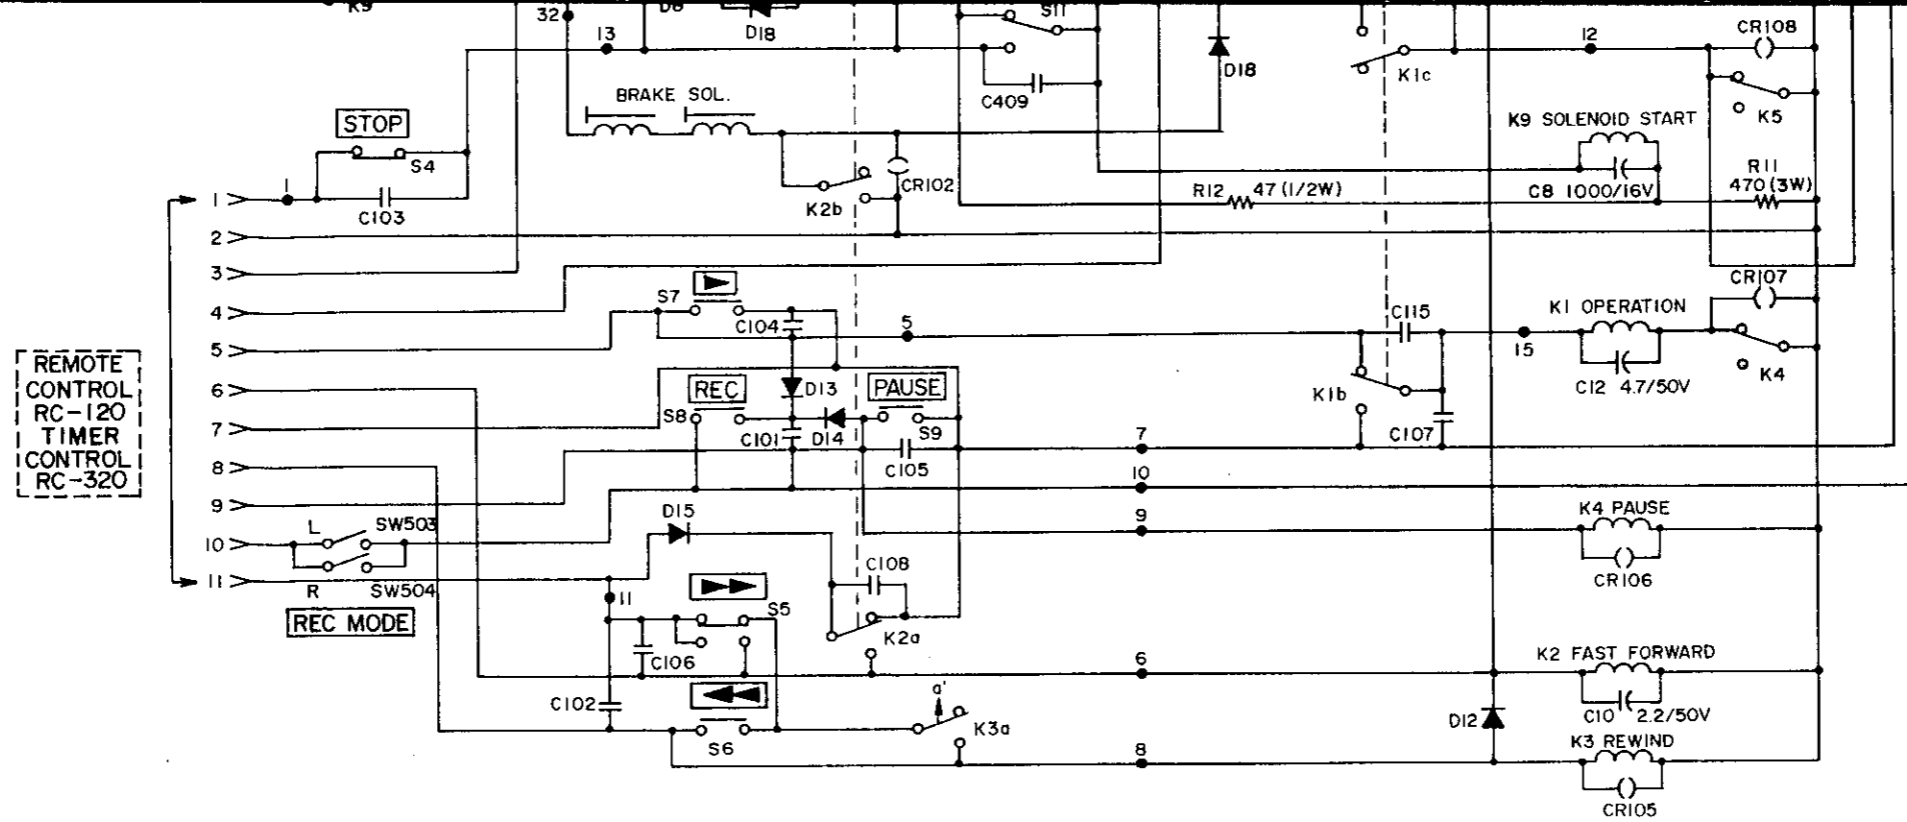 K9
32
D6
D18
S11
13
12
CR108
D18
K1c
C409
K5
BRAKE SOL.
K9 SOLENOID START
STOP
S4
CR102
R12 47 (1/2W)
C8 1000/16V
R11
470 (3W)
1
1
C103
K2b
2
3
CR107
S7
K1 OPERATION
4
C104
5
C115
15
5
C12 4.7/50V
K4
REMOTE
CONTROL
RC-120
TIMER
CONTROL
RC-320
6
REC
D13
PAUSE
K1b
7
S8
C101
D14
S9
C107
7
8
C105
10
9
D15
9
K4 PAUSE
L
SW503
10
C108
CR106
11
R
SW504
11
S5
REC MODE
K2a
C106
6
K2 FAST FORWARD
C102
a'
K3a
D12
C10 2.2/50V
S6
8
K3 REWIND
CR105